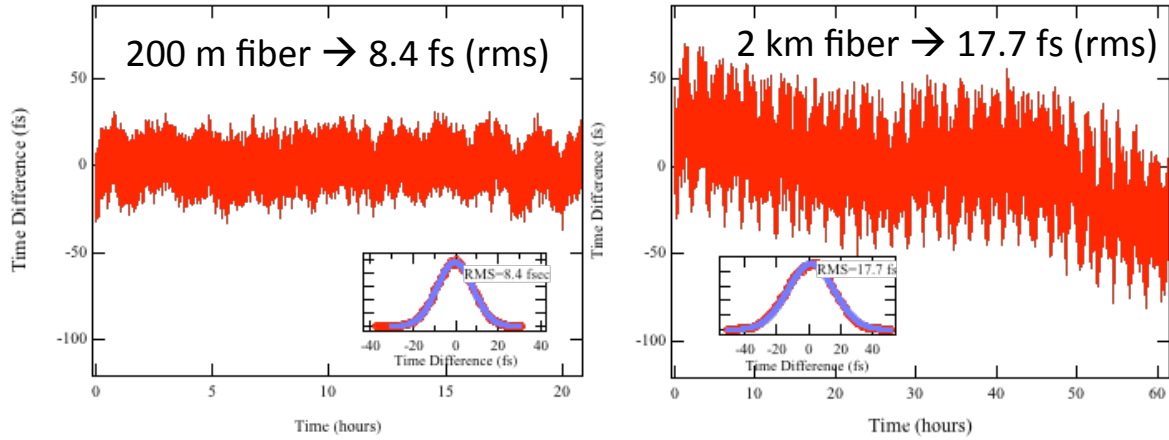 200 m fiber → 8.4 fs (rms)
50
0
-50
-100
Time Difference (fs)
RMS=8.4 fsec
-40 -20 0 20 40
Time Difference (fs)
0 5 10 15 20
Time (hours)
2 km fiber → 17.7 fs (rms)
50
0
-50
-100
Time Difference (fs)
RMS=17.7 fs
-40 -20 0 20 40
Time Difference (fs)
0 10 20 30 40 50 60
Time (hours)